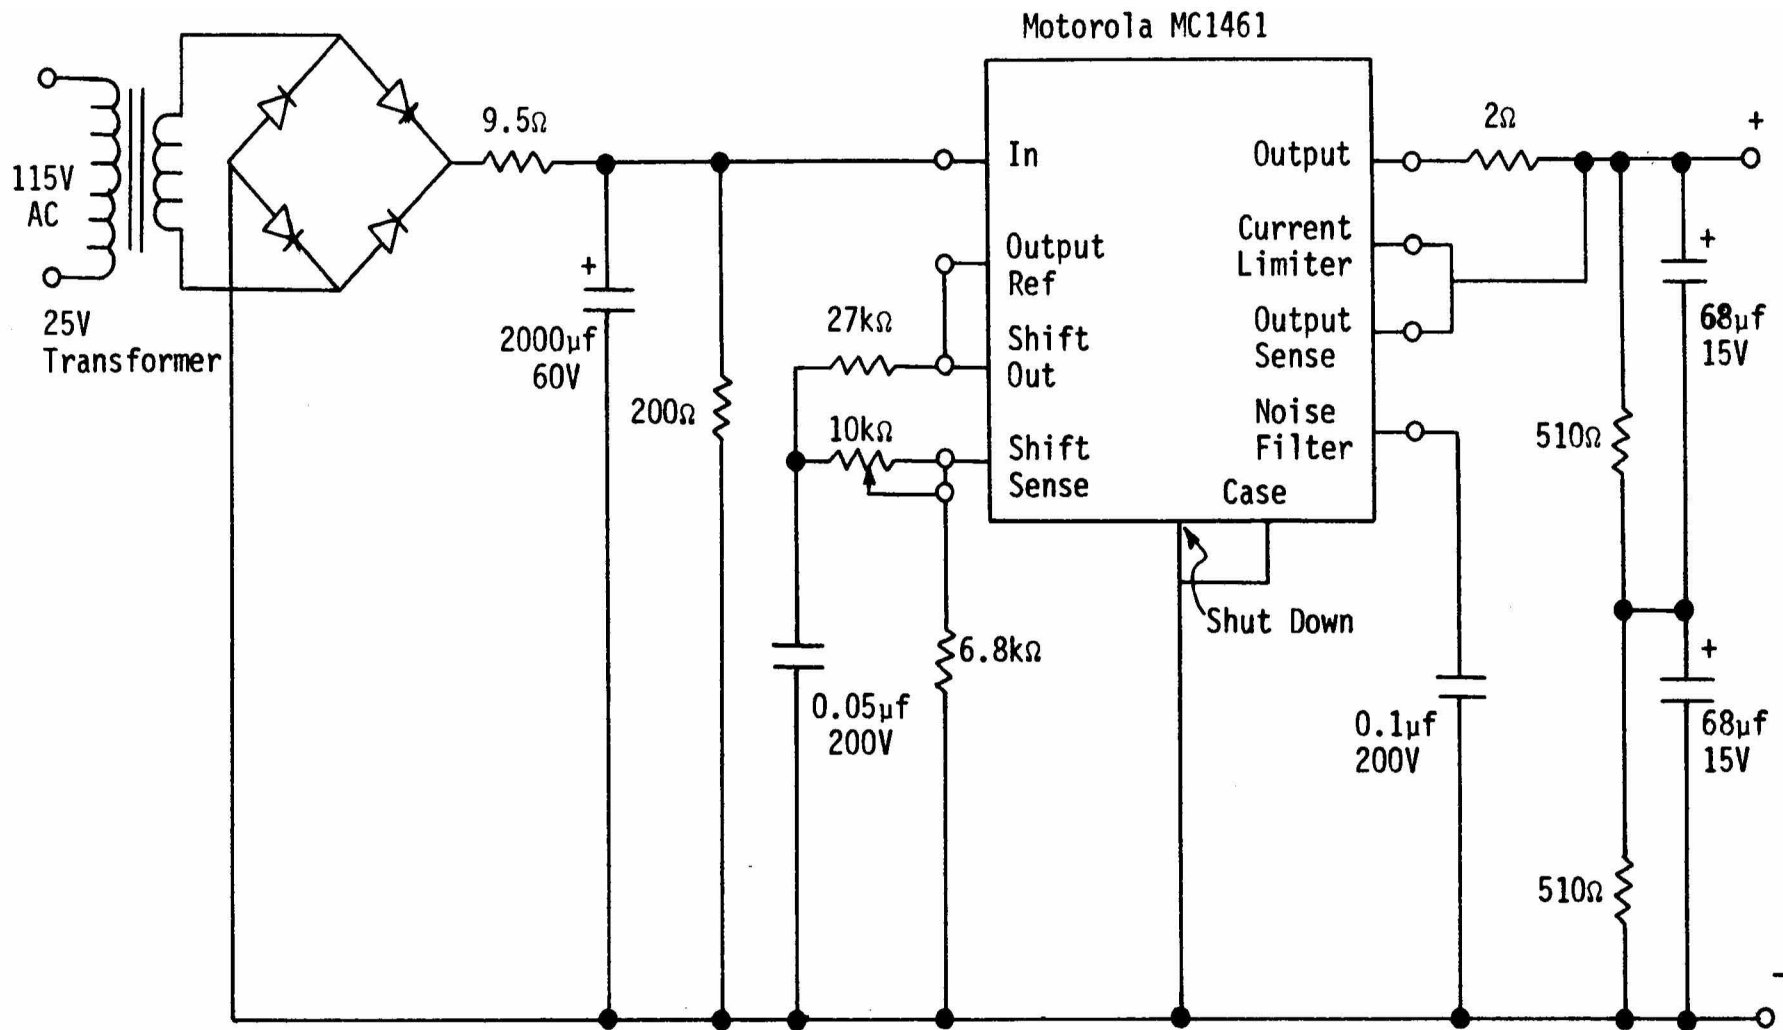 Motorola MC1461
115V
AC
25V
Transformer
9.5Ω
+
2000µf
60V
200Ω
27kΩ
10kΩ
0.05µf
200V
6.8kΩ
In
Output
Ref
Shift
Out
Shift
Sense
Output
Current
Limiter
Output
Sense
Noise
Filter
Case
Shut Down
2Ω
+
+
68µf
15V
510Ω
+
68µf
15V
0.1µf
200V
510Ω
-